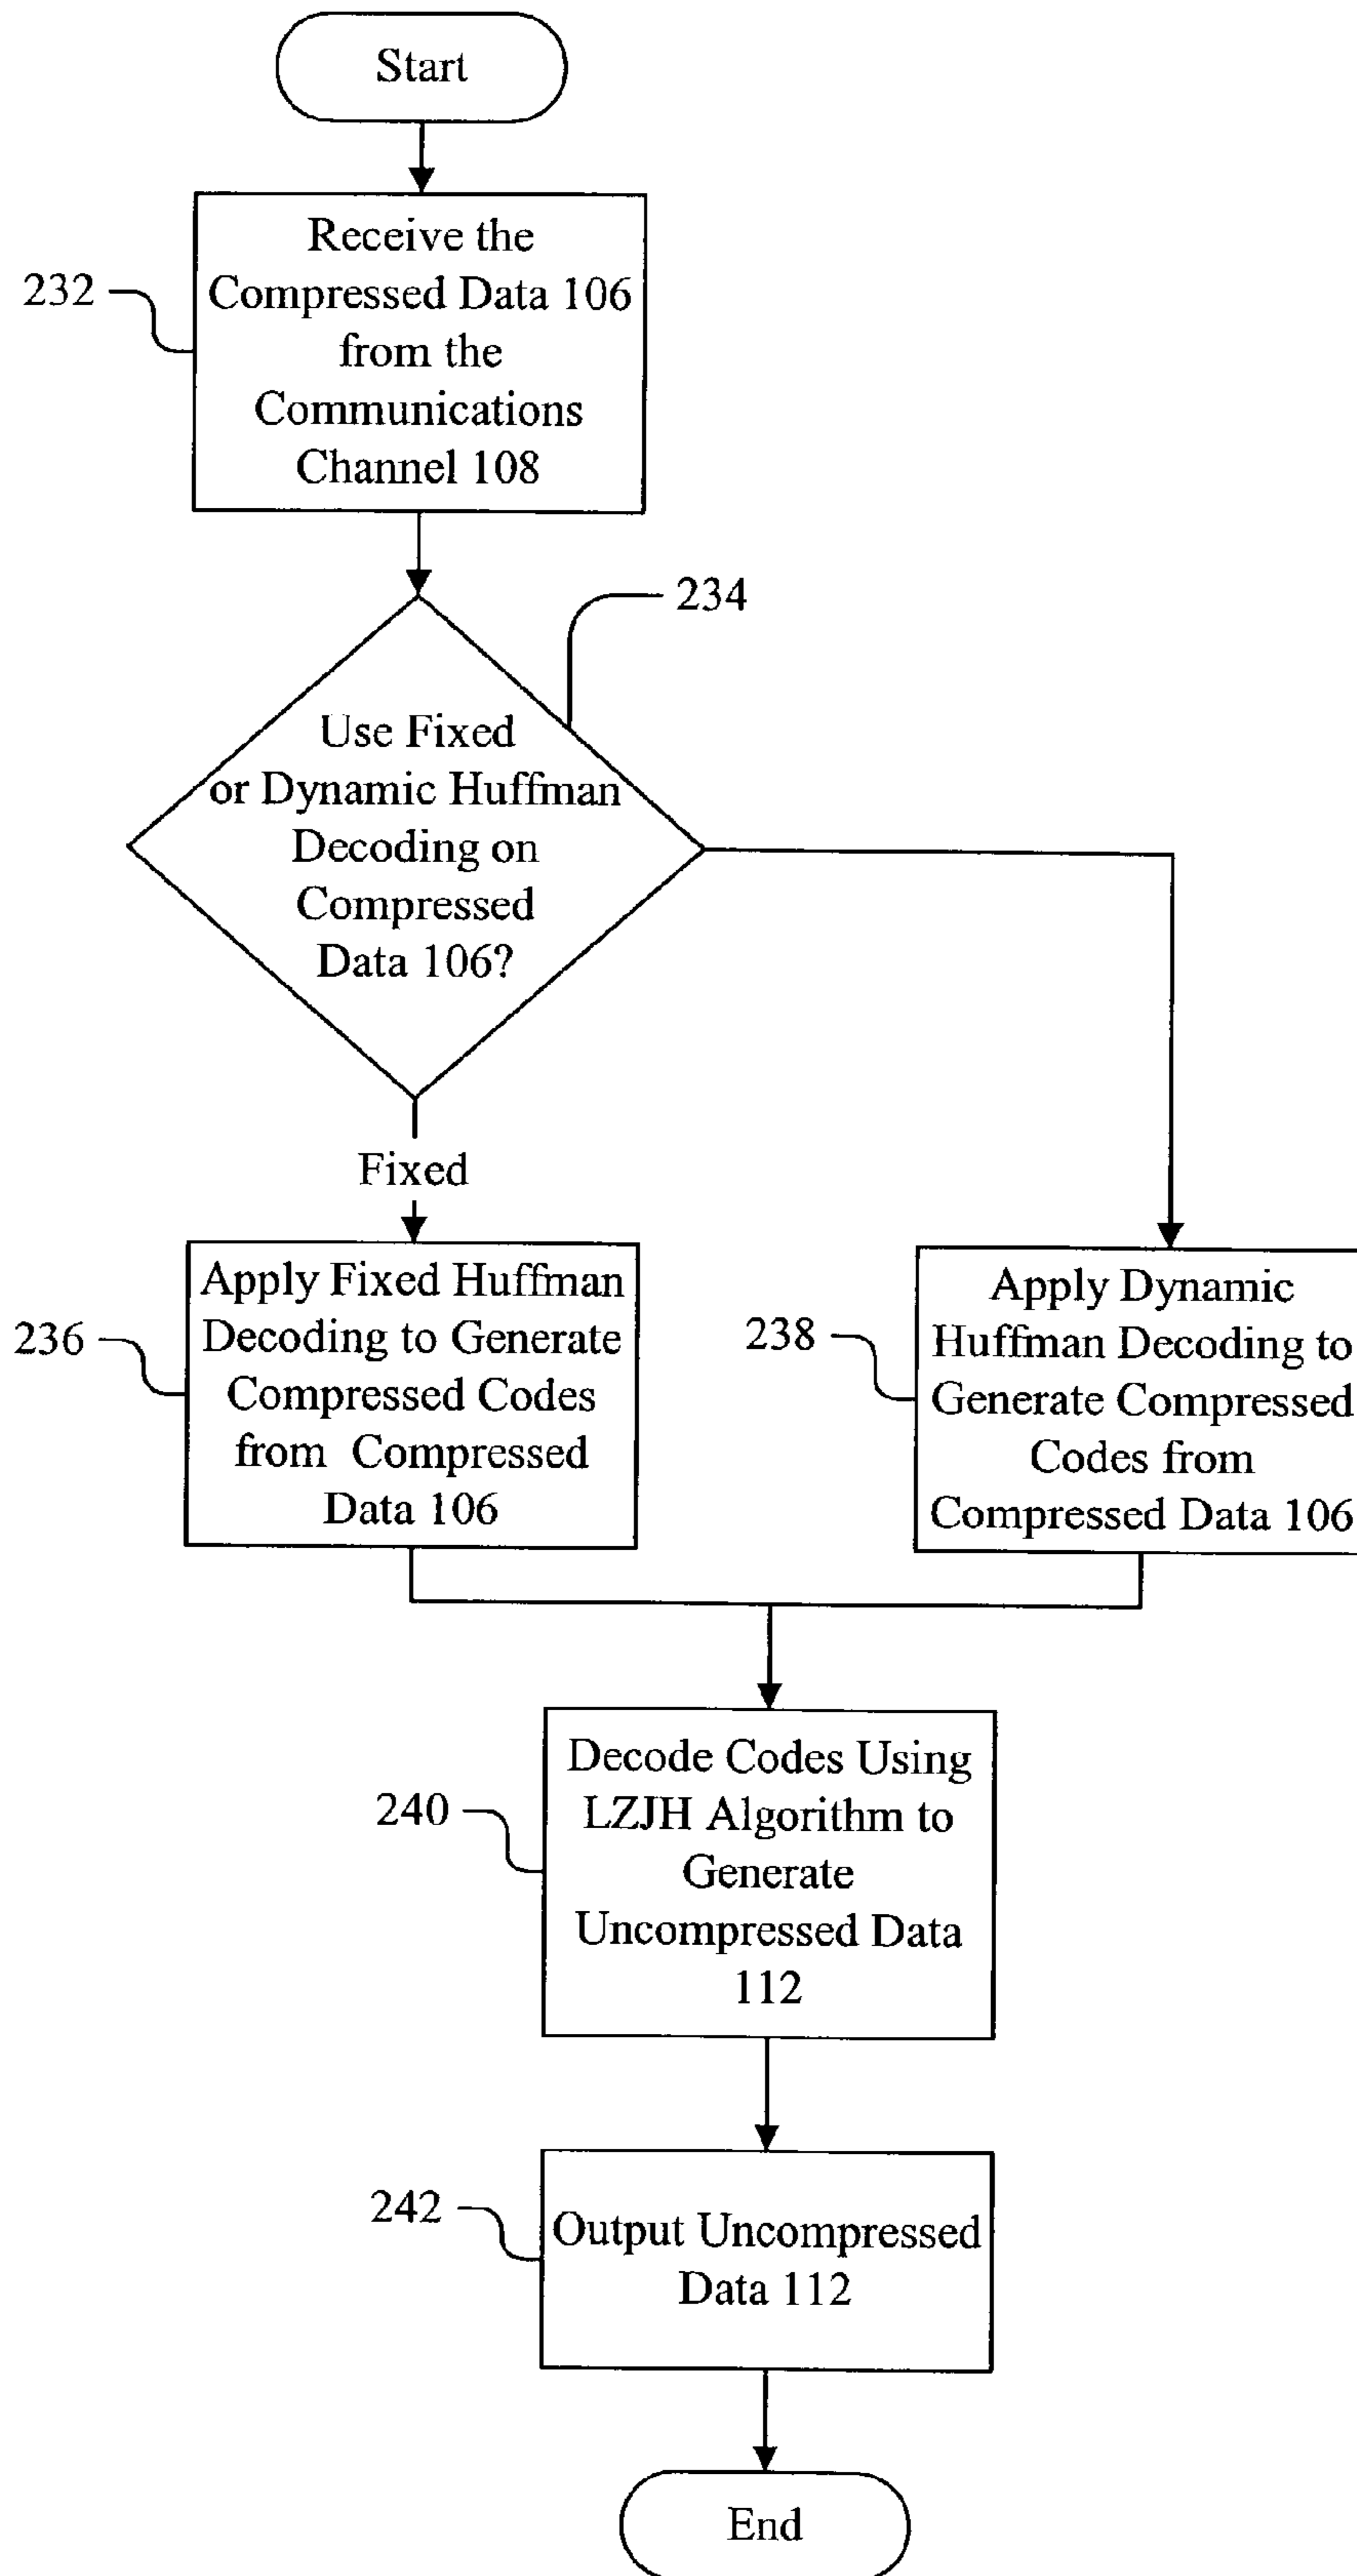 Start
232
Receive the
Compressed Data 106
from the
Communications
Channel 108
234
Use Fixed
or Dynamic Huffman
Decoding on
Compressed
Data 106?
Fixed
236
Apply Fixed Huffman
Decoding to Generate
Compressed Codes
from Compressed
Data 106
238
Apply Dynamic
Huffman Decoding to
Generate Compressed
Codes from
Compressed Data 106
240
Decode Codes Using
LZJH Algorithm to
Generate
Uncompressed Data
112
242
Output Uncompressed
Data 112
End